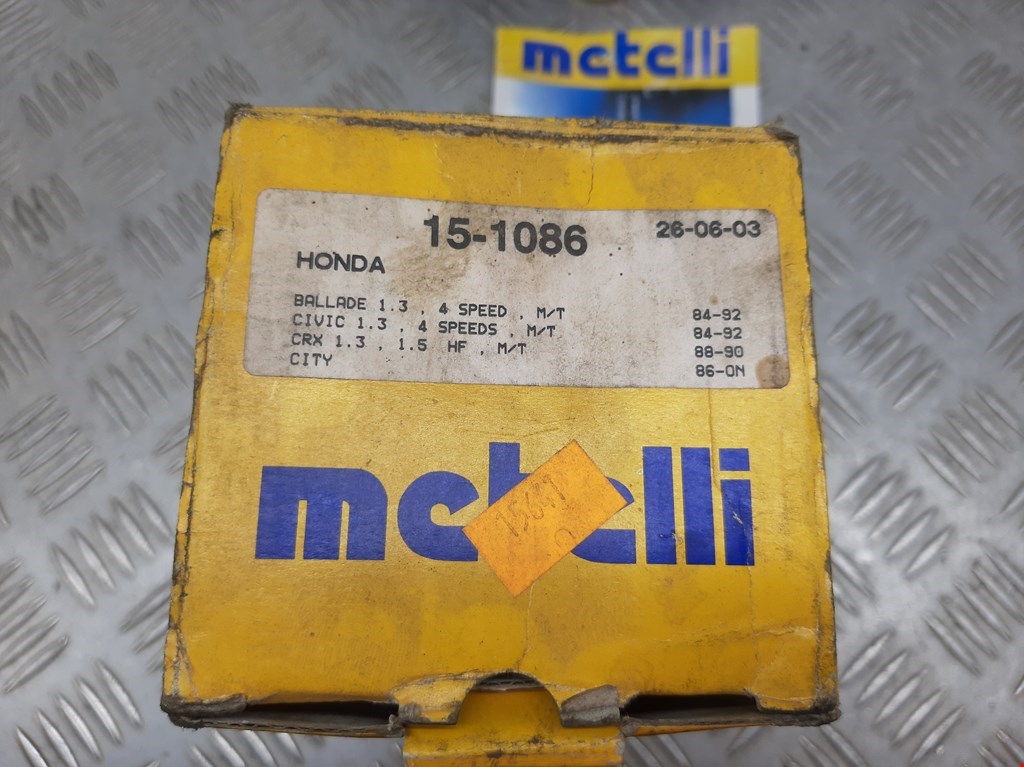 metelli
15-1086 26-06-03
HONDA
BALLADE 1.3 , 4 SPEED , M/T 84-92
CIVIC 1.3 , 4 SPEEDS , M/T 84-92
CRX 1.3 , 1.5 HF , M/T 88-90
CITY 86-ON
metelli